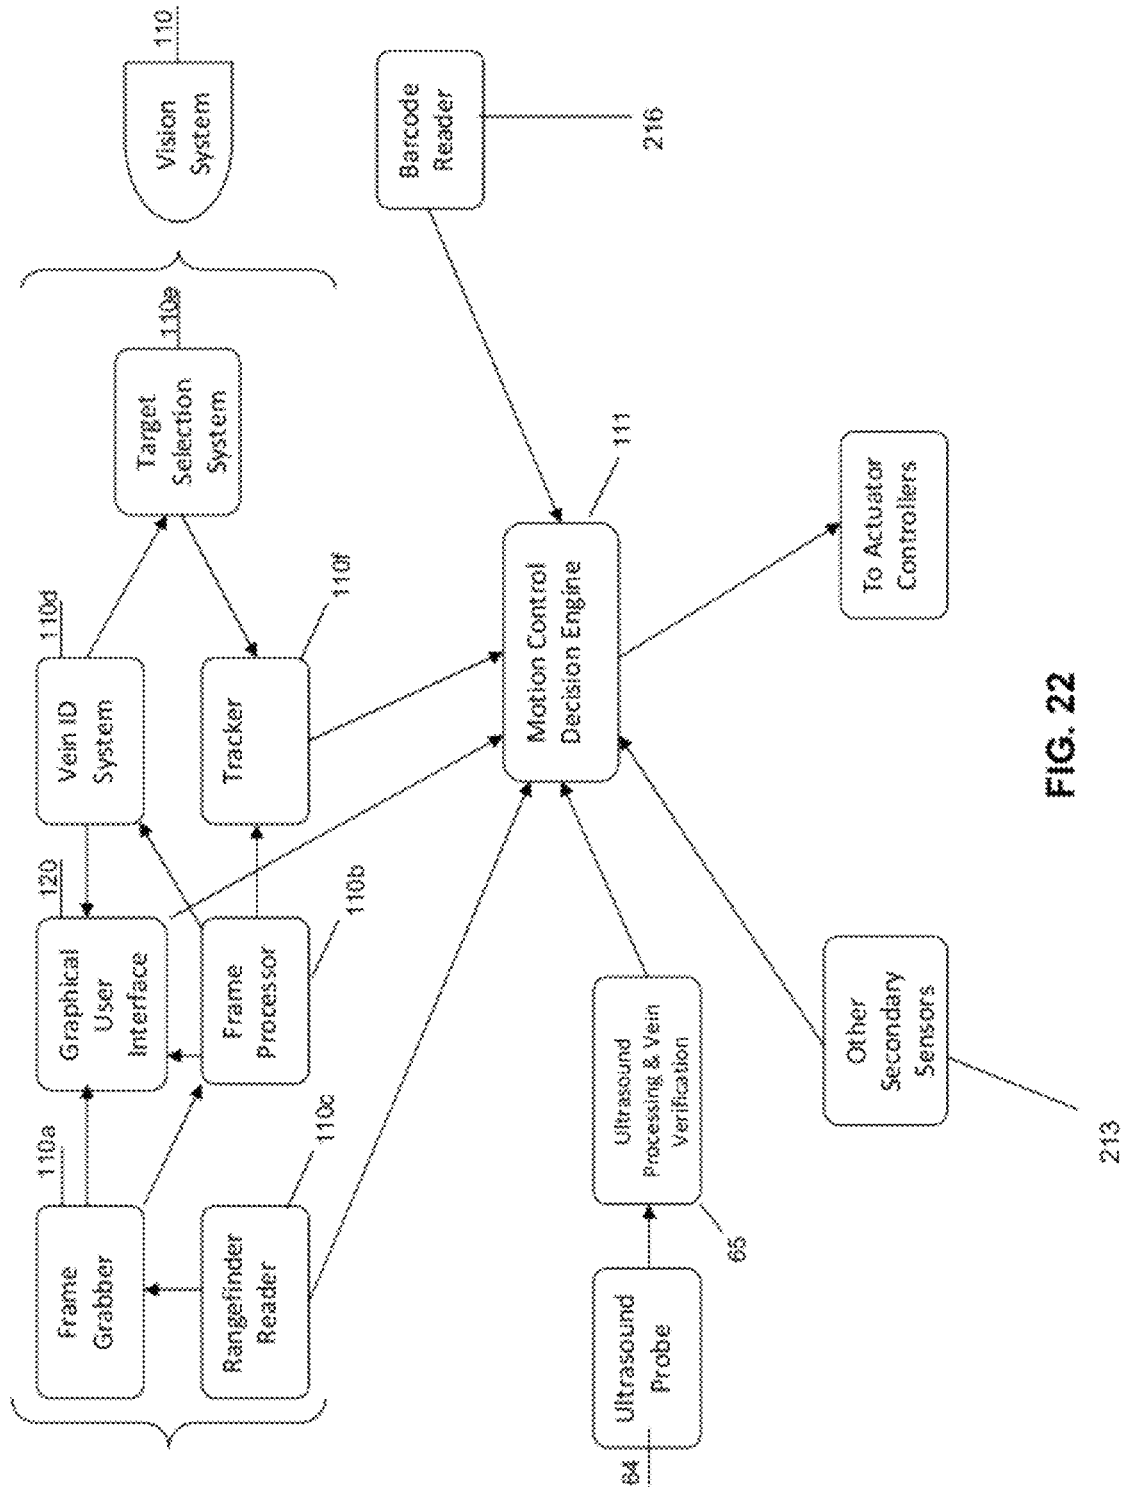 110a
120
110d
110e
110
Frame
Grabber
Graphical
User
Interface
Vein ID
System
Target
Selection
System
Vision
System
Rangefinder
Reader
Frame
Processor
Tracker
110c
110b
110f
Barcode
Reader
216
Motion Control
Decision Engine
111
Ultrasound
Probe
64
Ultrasound
Processing & Vein
Verification
65
Other
Secondary
Sensors
213
To Actuator
Controllers
FIG. 22